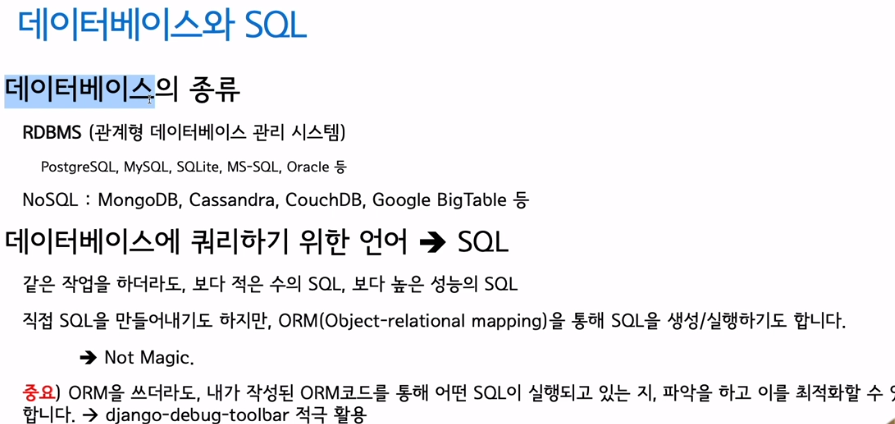 데이터베이스와 SQL
데이터베이스의 종류
RDBMS (관계형 데이터베이스 관리 시스템)
PostgreSQL, MySQL, SQLite, MS-SQL, Oracle 등
NoSQL : MongoDB, Cassandra, CouchDB, Google BigTable 등
데이터베이스에 쿼리하기 위한 언어 ➔ SQL
같은 작업을 하더라도, 보다 적은 수의 SQL, 보다 높은 성능의 SQL
직접 SQL을 만들어내기도 하지만, ORM(Object-relational mapping)을 통해 SQL을 생성/실행하기도 합니다.
➔ Not Magic.
중요) ORM을 쓰더라도, 내가 작성된 ORM코드를 통해 어떤 SQL이 실행되고 있는 지, 파악을 하고 이를 최적화할 수
합니다. → django-debug-toolbar 적극 활용